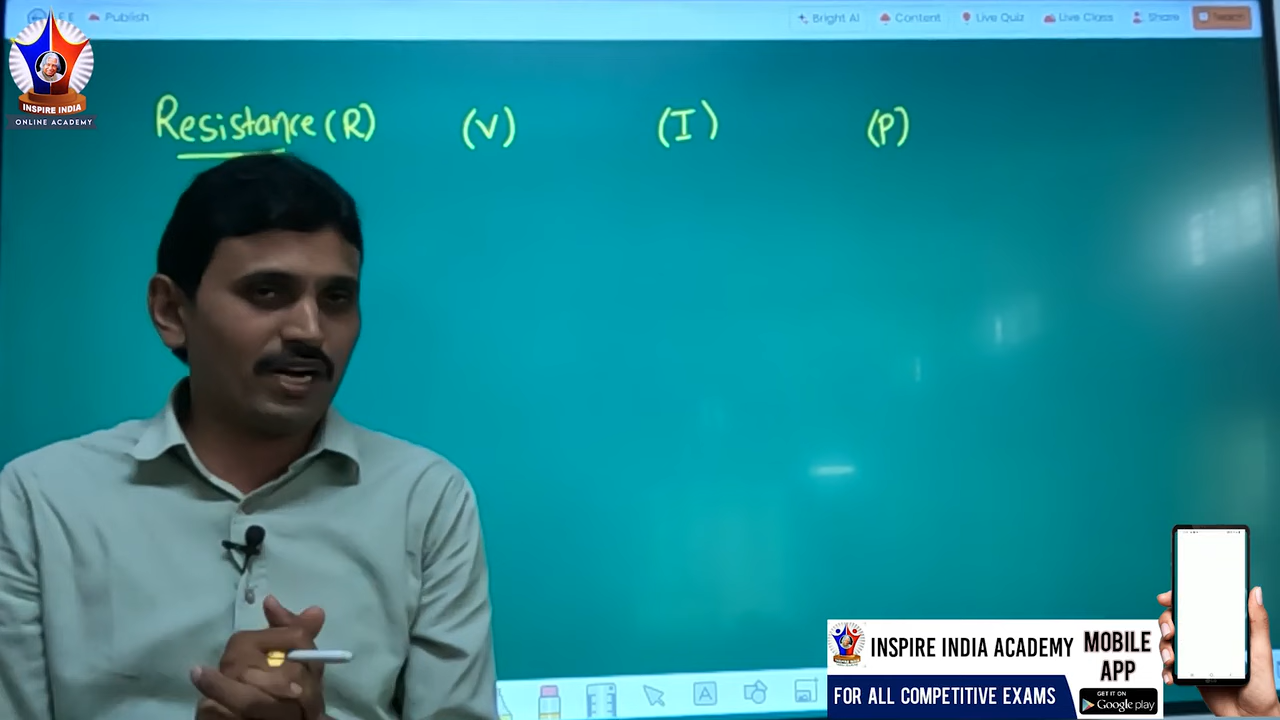 Publish
Bright AI
Content
Live Quiz
Live Class
Share
INSPIRE INDIA
ONLINE ACADEMY
Resistance (R) (V) (I) (P)
INSPIRE INDIA ACADEMY
FOR ALL COMPETITIVE EXAMS
MOBILE
APP
GET IT ON
Google play